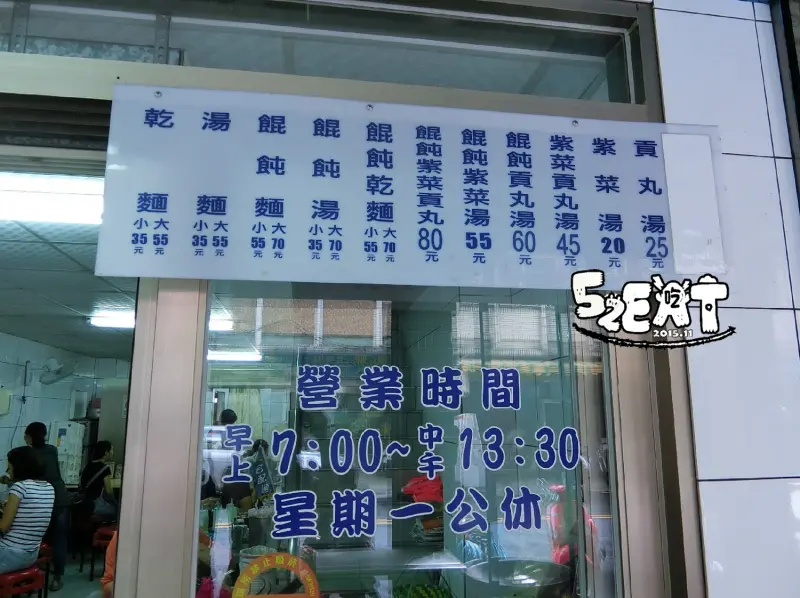 乾麵 小35元 大55元
湯麵 小35元 大55元
餛飩麵 小55元 大70元
餛飩湯 小35元 大70元
餛飩乾麵 小55元 大70元
餛飩紫菜貢丸 80元
餛飩紫菜湯 55元
餛飩貢丸湯 60元
紫菜貢丸湯 45元
紫菜湯 20元
貢丸湯 25元
52EAT吃
2015.11
營業時間
早上7:00~中午13:30
星期一公休